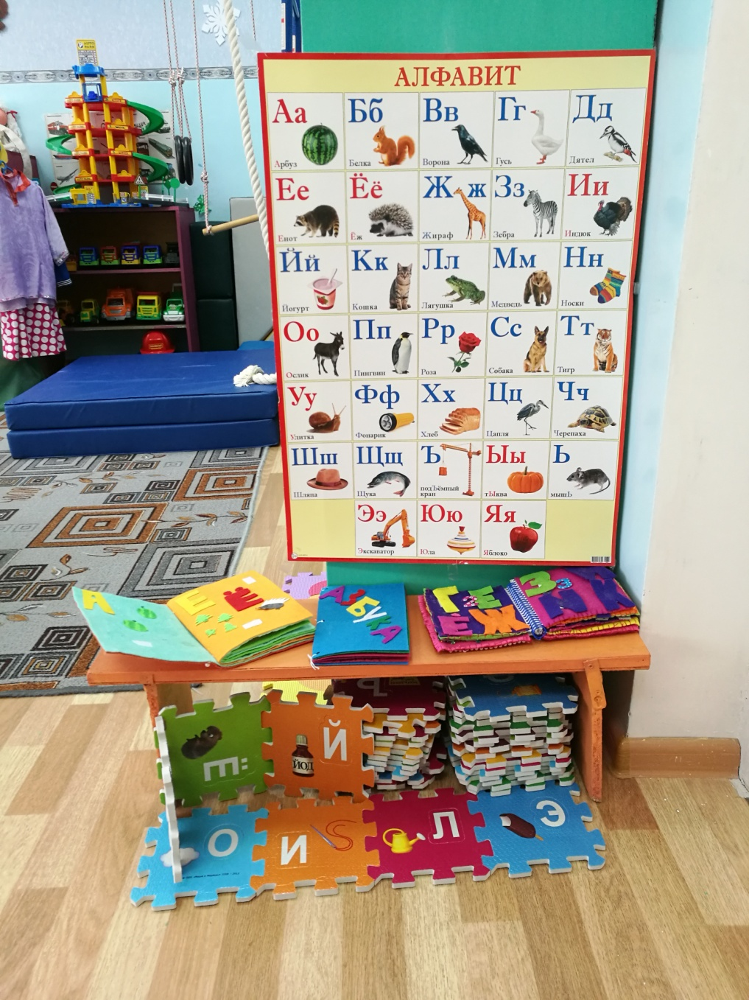 АЛФАВИТ
Аа
Арбуз
Бб
Белка
Вв
Ворона
Гг
Гусь
Дд
Дятел
Ее
Енот
Ёё
Ёж
Жж
Жираф
Зз
Зебра
Ии
Индюк
Йй
Йогурт
Кк
Кошка
Лл
Лягушка
Мм
Медведь
Нн
Носки
Оо
Ослик
Пп
Пингвин
Рр
Роза
Сс
Собака
Тт
Тигр
Уу
Улитка
Фф
Фонарик
Хх
Хлеб
Цц
Цапля
Чч
Черепаха
Шш
Шляпа
Щщ
Щука
Ъ
подЪёмный
кран
Ыы
тЫква
Ь
мышЬ
Ээ
Экскаватор
Юю
Юла
Яя
Яблоко
А
Е Ё
АЗБУКА
Г Е
Ё Ж
З
Ё
Й
ЙОД
О
И
Л
Э